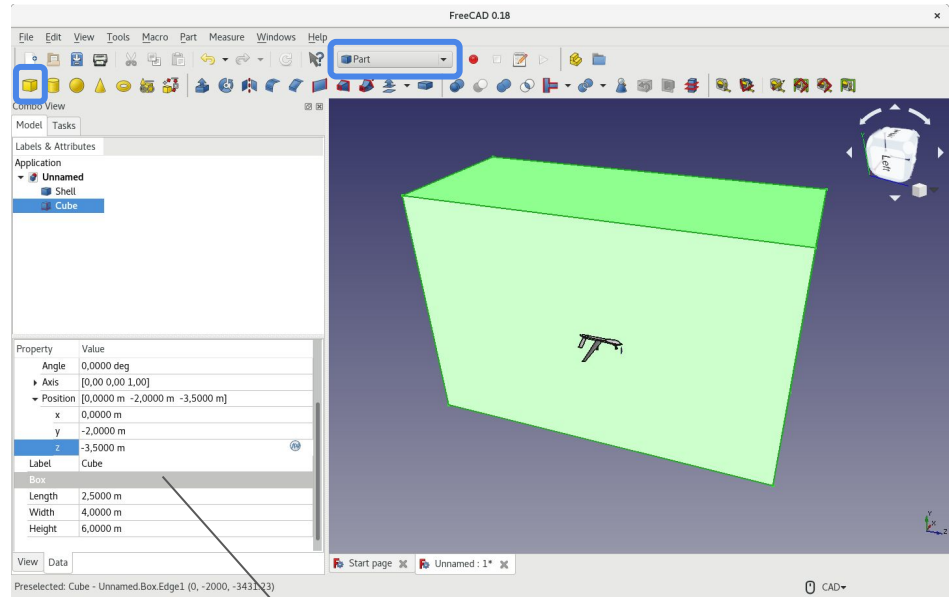 FreeCAD 0.18
File Edit View Tools Macro Part Measure Windows Help
Part
Combo View
Model Tasks
Labels & Attributes
Application
Unnamed
Shell
Cube
Property Value
Angle 0,0000 deg
Axis [0,00 0,00 1,00]
Position [0,0000 m -2,0000 m -3,5000 m]
x 0,0000 m
y -2,0000 m
z -3,5000 m
Label Cube
Box
Length 2,5000 m
Width 4,0000 m
Height 6,0000 m
View Data
Left
Y
X
Z
Start page Unnamed : 1*
Preselected: Cube - Unnamed.Box.Edge1 (0, -2000, -3431.23)
CAD